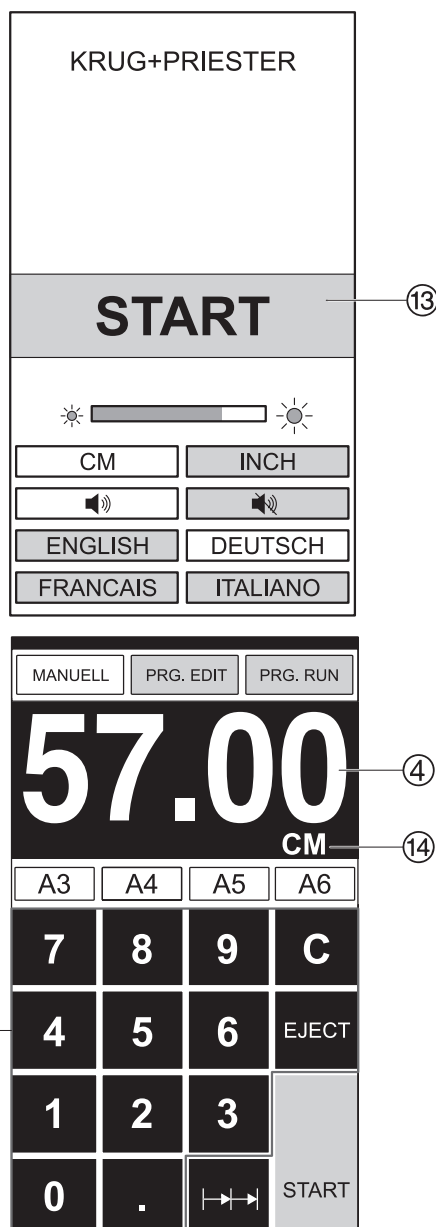 KRUG+PRIESTER
START
13
CM INCH
ENGLISH DEUTSCH
FRANCAIS ITALIANO
MANUELL PRG. EDIT PRG. RUN
57.00
4
CM
14
A3 A4 A5 A6
7 8 9 C
4 5 6 EJECT
1 2 3
0 . START